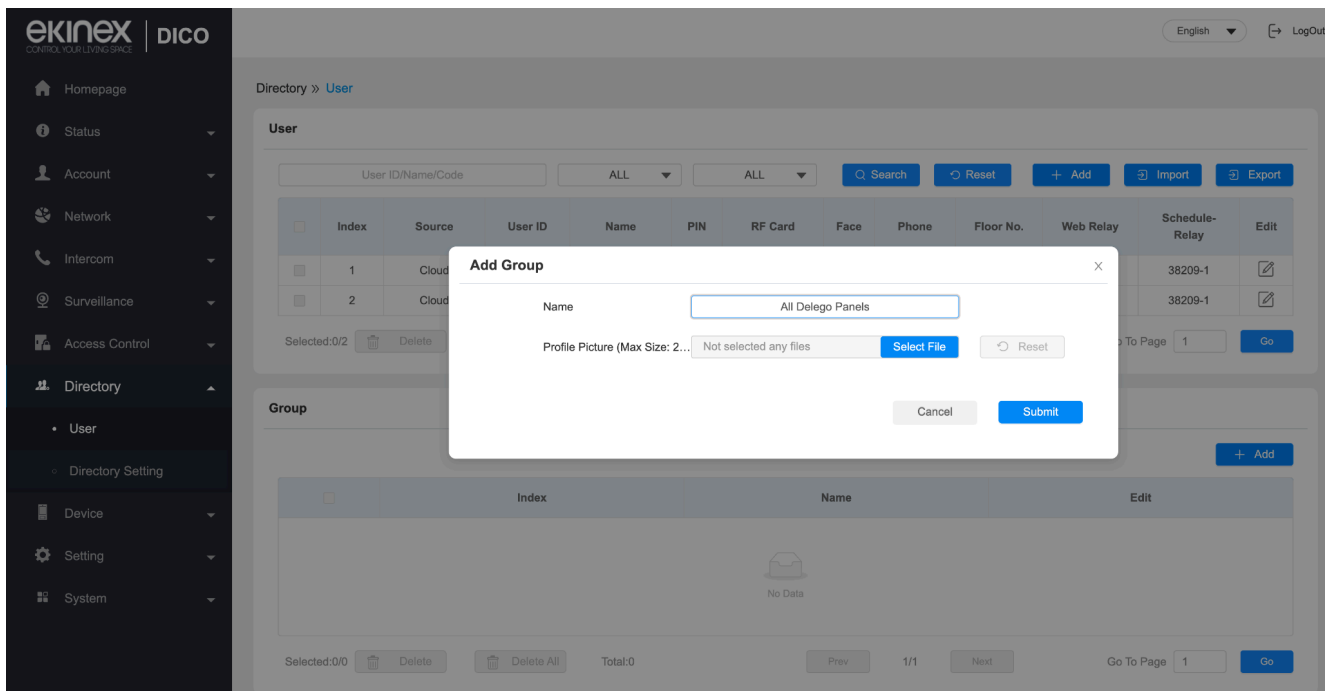 ekinex DICO
CONTROL YOUR LIVING SPACE
English LogOut
Homepage
Status
Account
Network
Intercom
Surveillance
Access Control
Directory
User
Directory Setting
Device
Setting
System
Directory » User
User
User ID/Name/Code ALL ALL Search Reset + Add Import Export
Index Source User ID Name PIN RF Card Face Phone Floor No. Web Relay Schedule-Relay Edit
1 Cloud 38209-1
2 Cloud 38209-1
Selected:0/2 Delete To Page 1 Go
Add Group
Name All Delego Panels
Profile Picture (Max Size: 2... Not selected any files Select File Reset
Cancel Submit
Group
+ Add
Index Name Edit
No Data
Selected:0/0 Delete Delete All Total:0 Prev 1/1 Next Go To Page 1 Go